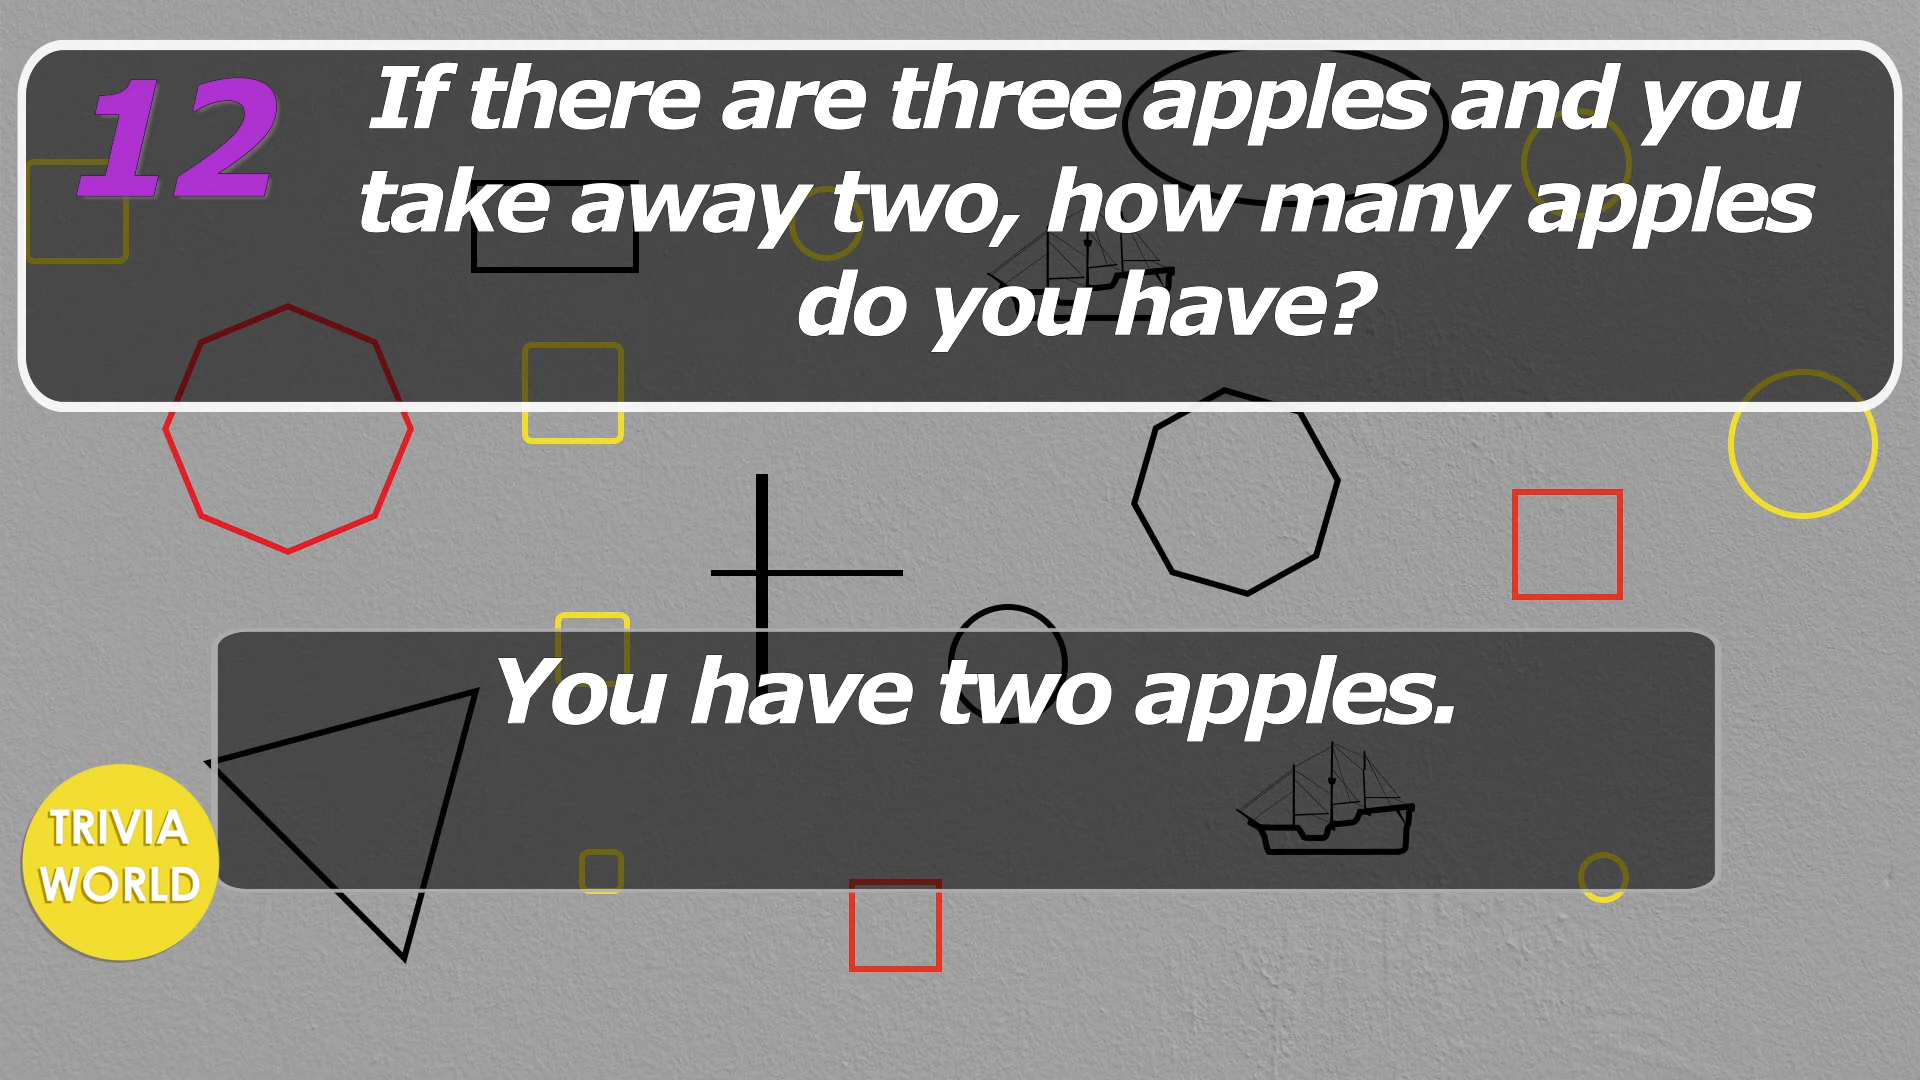 12
If there are three apples and you
take away two, how many apples
do you have?
You have two apples.
TRIVIA
WORLD